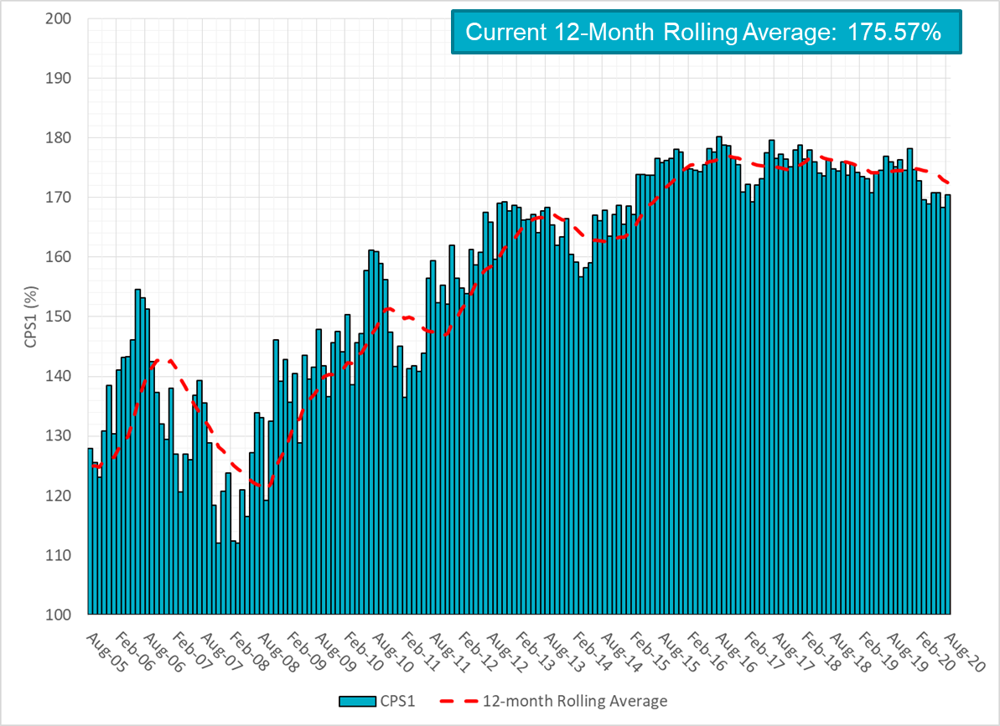 Current 12-Month Rolling Average: 175.57%
200
190
180
170
160
150
140
130
120
110
100
CPS1 (%)
Aug-05
Feb-06
Aug-06
Feb-07
Aug-07
Feb-08
Aug-08
Feb-09
Aug-09
Feb-10
Aug-10
Feb-11
Aug-11
Feb-12
Aug-12
Feb-13
Aug-13
Feb-14
Aug-14
Feb-15
Aug-15
Feb-16
Aug-16
Feb-17
Aug-17
Feb-18
Aug-18
Feb-19
Aug-19
Feb-20
Aug-20
CPS1
12-month Rolling Average